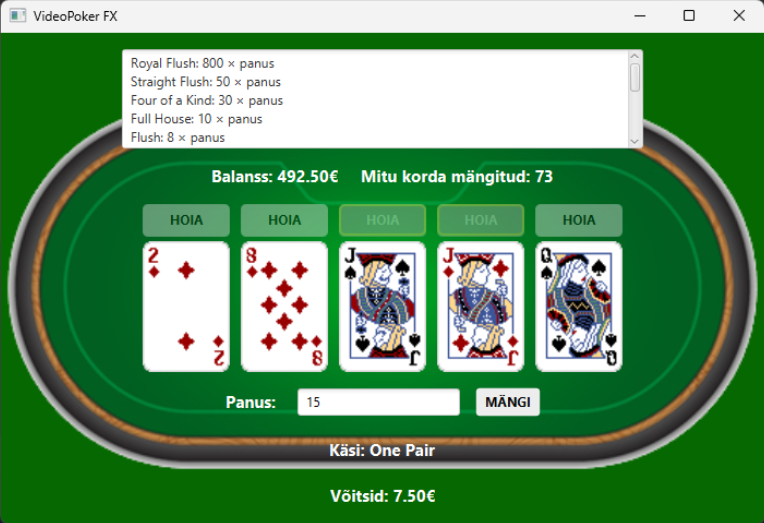 VideoPoker FX
Royal Flush: 800 × panus
Straight Flush: 50 × panus
Four of a Kind: 30 × panus
Full House: 10 × panus
Flush: 8 × panus
Balanss: 492.50€ Mitu korda mängitud: 73
HOIA HOIA HOIA HOIA HOIA
2 8 J J Q
2 8 J J Q
Panus: 15 MÄNGI
Käsi: One Pair
Võitsid: 7.50€